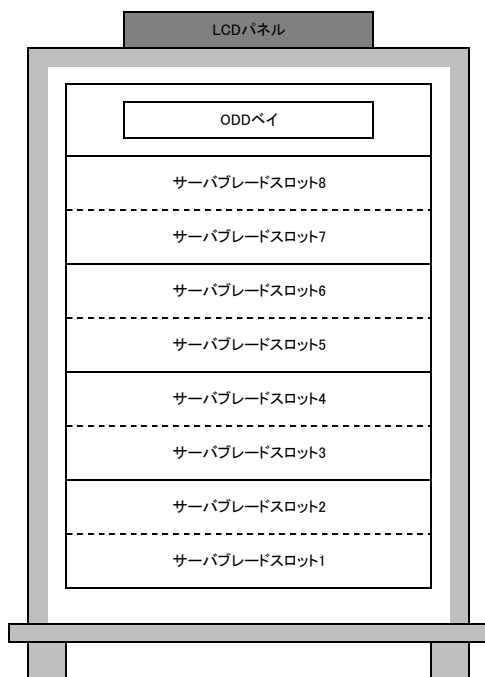 LCDパネル
ODDベイ
サーバブレードスロット8
サーバブレードスロット7
サーバブレードスロット6
サーバブレードスロット5
サーバブレードスロット4
サーバブレードスロット3
サーバブレードスロット2
サーバブレードスロット1